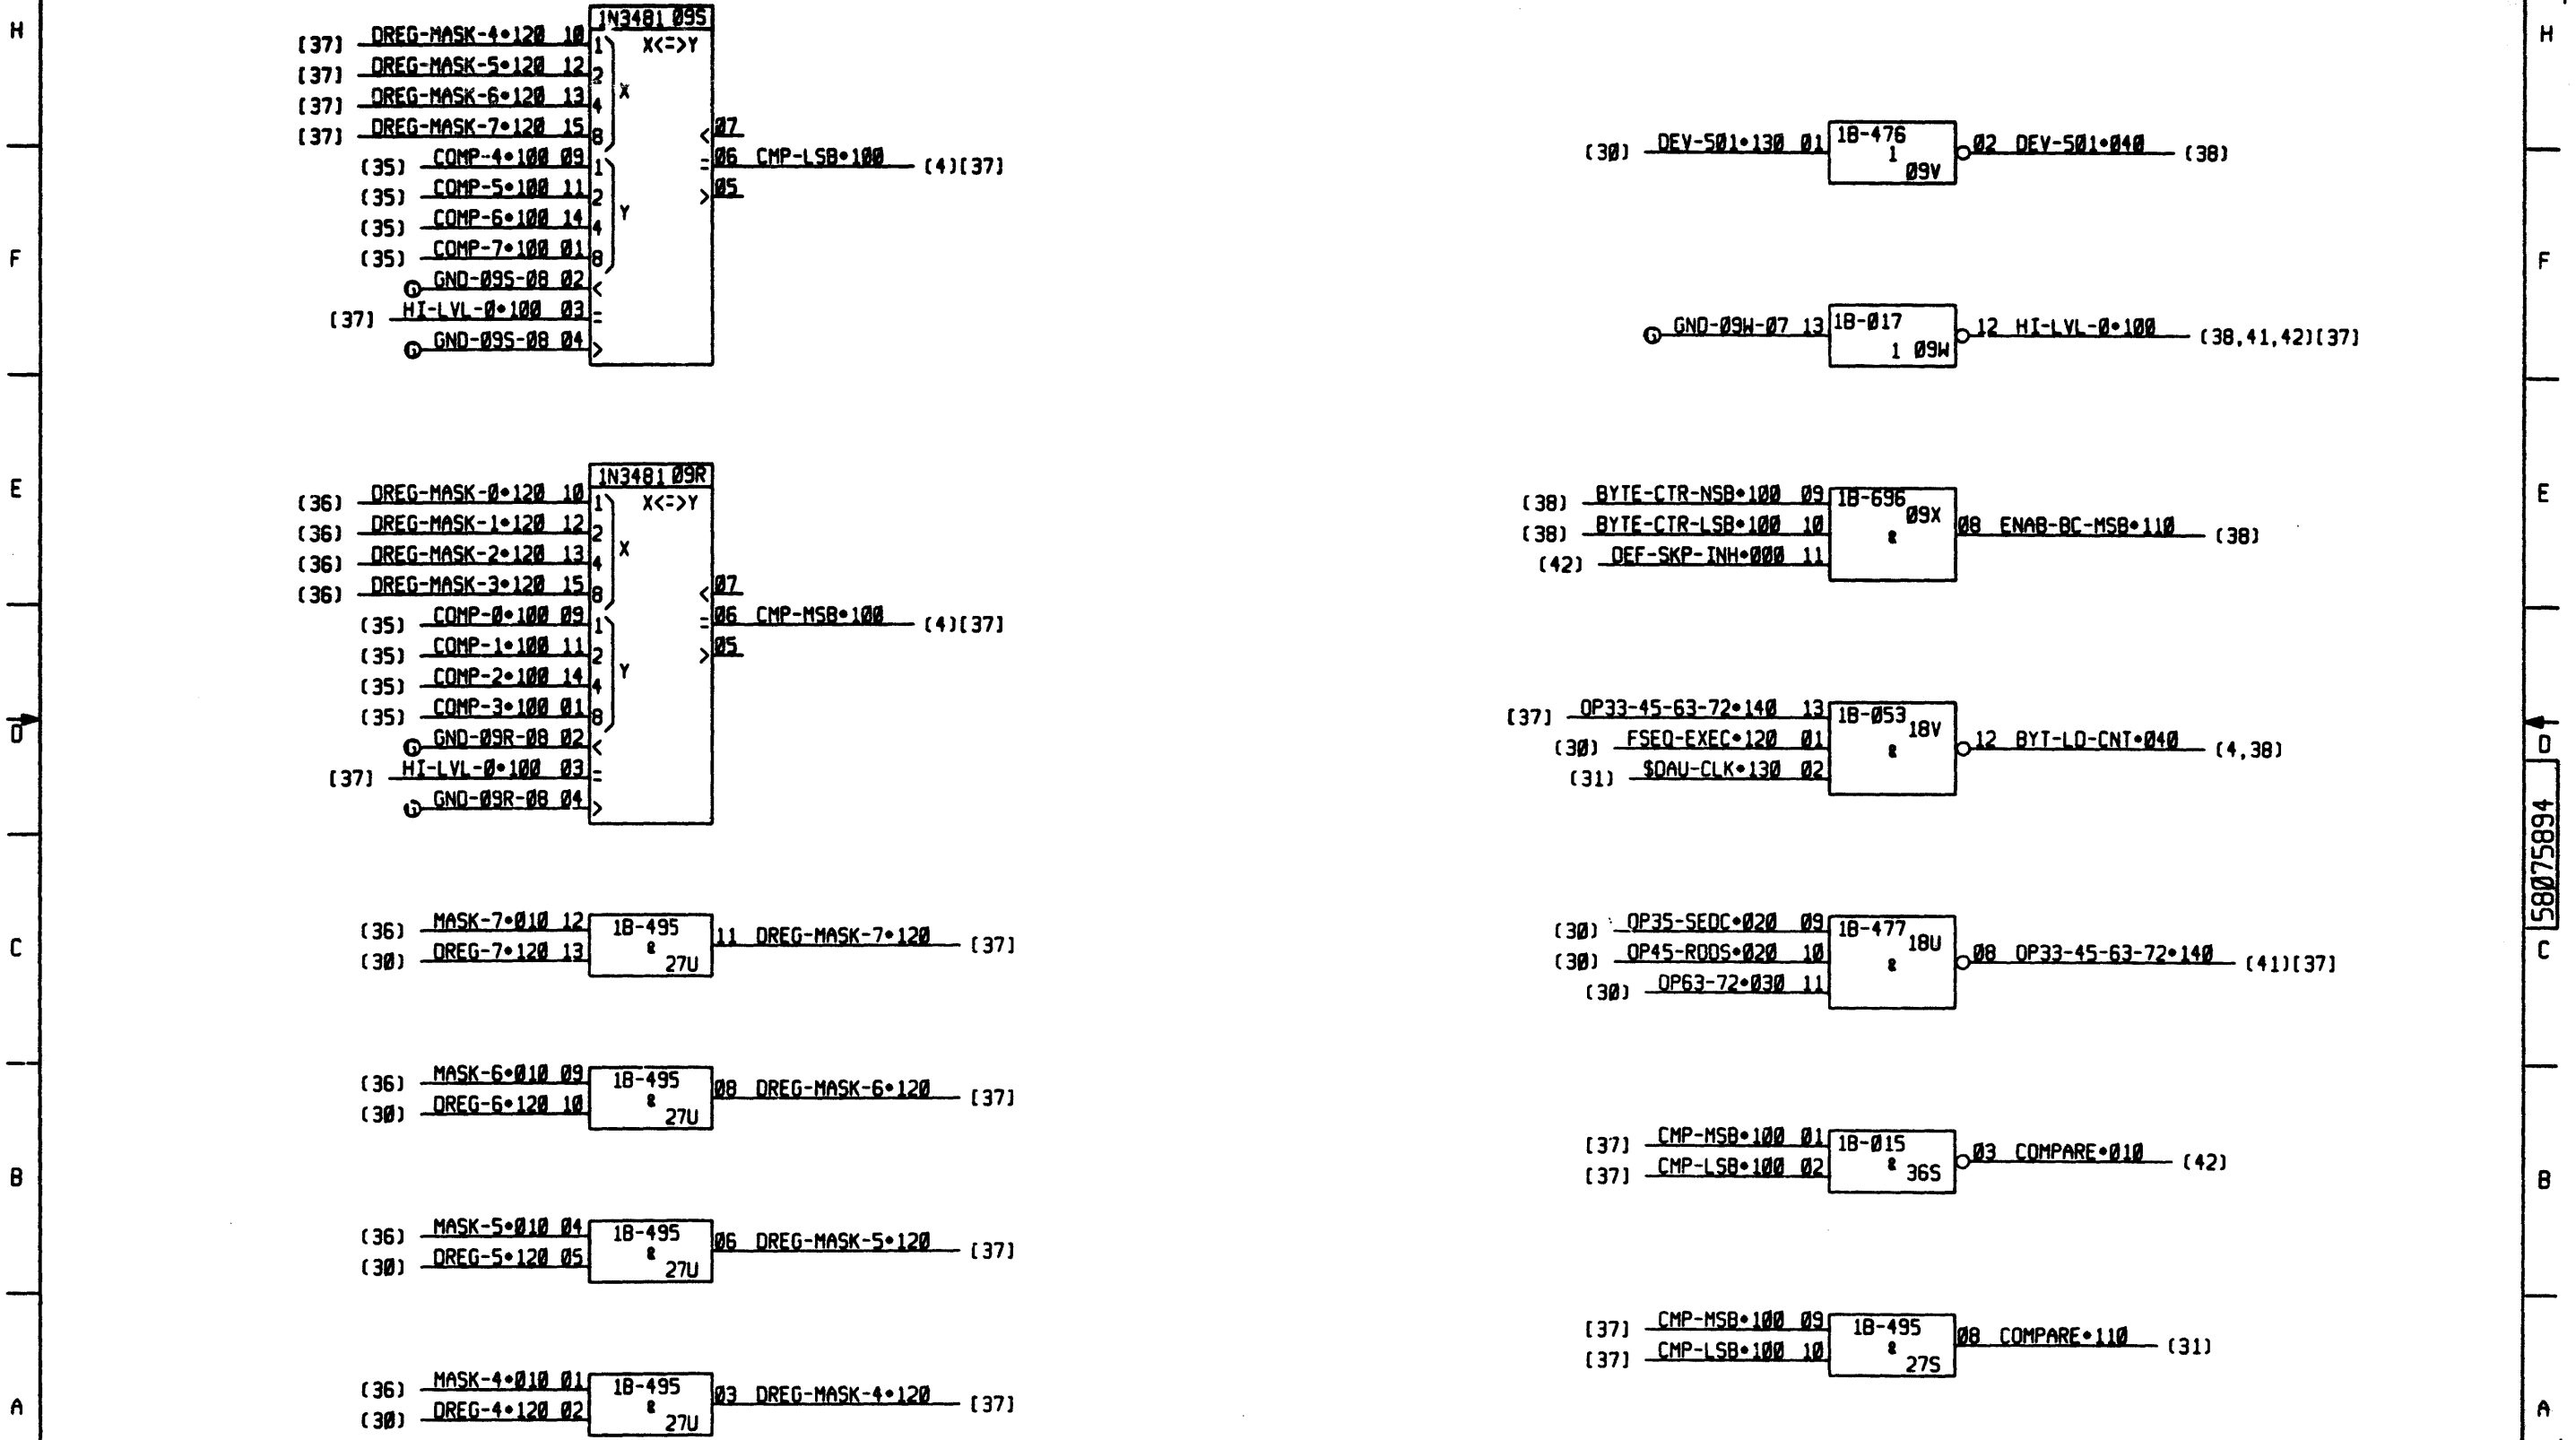 H
1N3481 09S
X<=>Y
[37] DREG-MASK-4•120 10 1
[37] DREG-MASK-5•120 12 2
[37] DREG-MASK-6•120 13 4 X
[37] DREG-MASK-7•120 15 8
< 07
(35) COMP-4•100 09 1
= 06 CMP-LSB•100 (4)[37]
(35) COMP-5•100 11 2
> 05
(35) COMP-6•100 14 4 Y
(35) COMP-7•100 01 8
G GND-09S-08 02 <
[37] HI-LVL-0•100 03 =
G GND-09S-08 04 >
F
E
1N3481 09R
X<=>Y
(36) DREG-MASK-0•120 10 1
(36) DREG-MASK-1•120 12 2
(36) DREG-MASK-2•120 13 4 X
(36) DREG-MASK-3•120 15 8
< 07
(35) COMP-0•100 09 1
= 06 CMP-MSB•100 (4)[37]
(35) COMP-1•100 11 2
> 05
(35) COMP-2•100 14 4 Y
(35) COMP-3•100 01 8
G GND-09R-08 02 <
[37] HI-LVL-0•100 03 =
G GND-09R-08 04 >
D
C
(36) MASK-7•010 12
(30) DREG-7•120 13
1B-495
&
27U
11 DREG-MASK-7•120 [37]
(36) MASK-6•010 09
(30) DREG-6•120 10
1B-495
&
27U
08 DREG-MASK-6•120 [37]
B
(36) MASK-5•010 04
(30) DREG-5•120 05
1B-495
&
27U
06 DREG-MASK-5•120 [37]
(36) MASK-4•010 01
(30) DREG-4•120 02
1B-495
&
27U
03 DREG-MASK-4•120 [37]
A
H
(30) DEV-501•130 01
1B-476
1
09V
02 DEV-501•040 (38)
F
G GND-09W-07 13
1B-017
1 09W
12 HI-LVL-0•100 (38,41,42)[37]
E
(38) BYTE-CTR-NSB•100 09
(38) BYTE-CTR-LSB•100 10
(42) DEF-SKP-INH•000 11
1B-696
09X
&
08 ENAB-BC-MSB•110 (38)
[37] OP33-45-63-72•140 13
(30) FSEQ-EXEC•120 01
(31) $DAU-CLK•130 02
1B-053
18V
&
12 BYT-LD-CNT•040 (4,38)
D
58075894
(30) OP35-SEDC•020 09
(30) OP45-RDDS•020 10
(30) OP63-72•030 11
1B-477
18U
&
08 OP33-45-63-72•140 (41)[37]
C
[37] CMP-MSB•100 01
[37] CMP-LSB•100 02
1B-015
&
36S
03 COMPARE•010 (42)
B
[37] CMP-MSB•100 09
[37] CMP-LSB•100 10
1B-495
&
27S
08 COMPARE•110 (31)
A